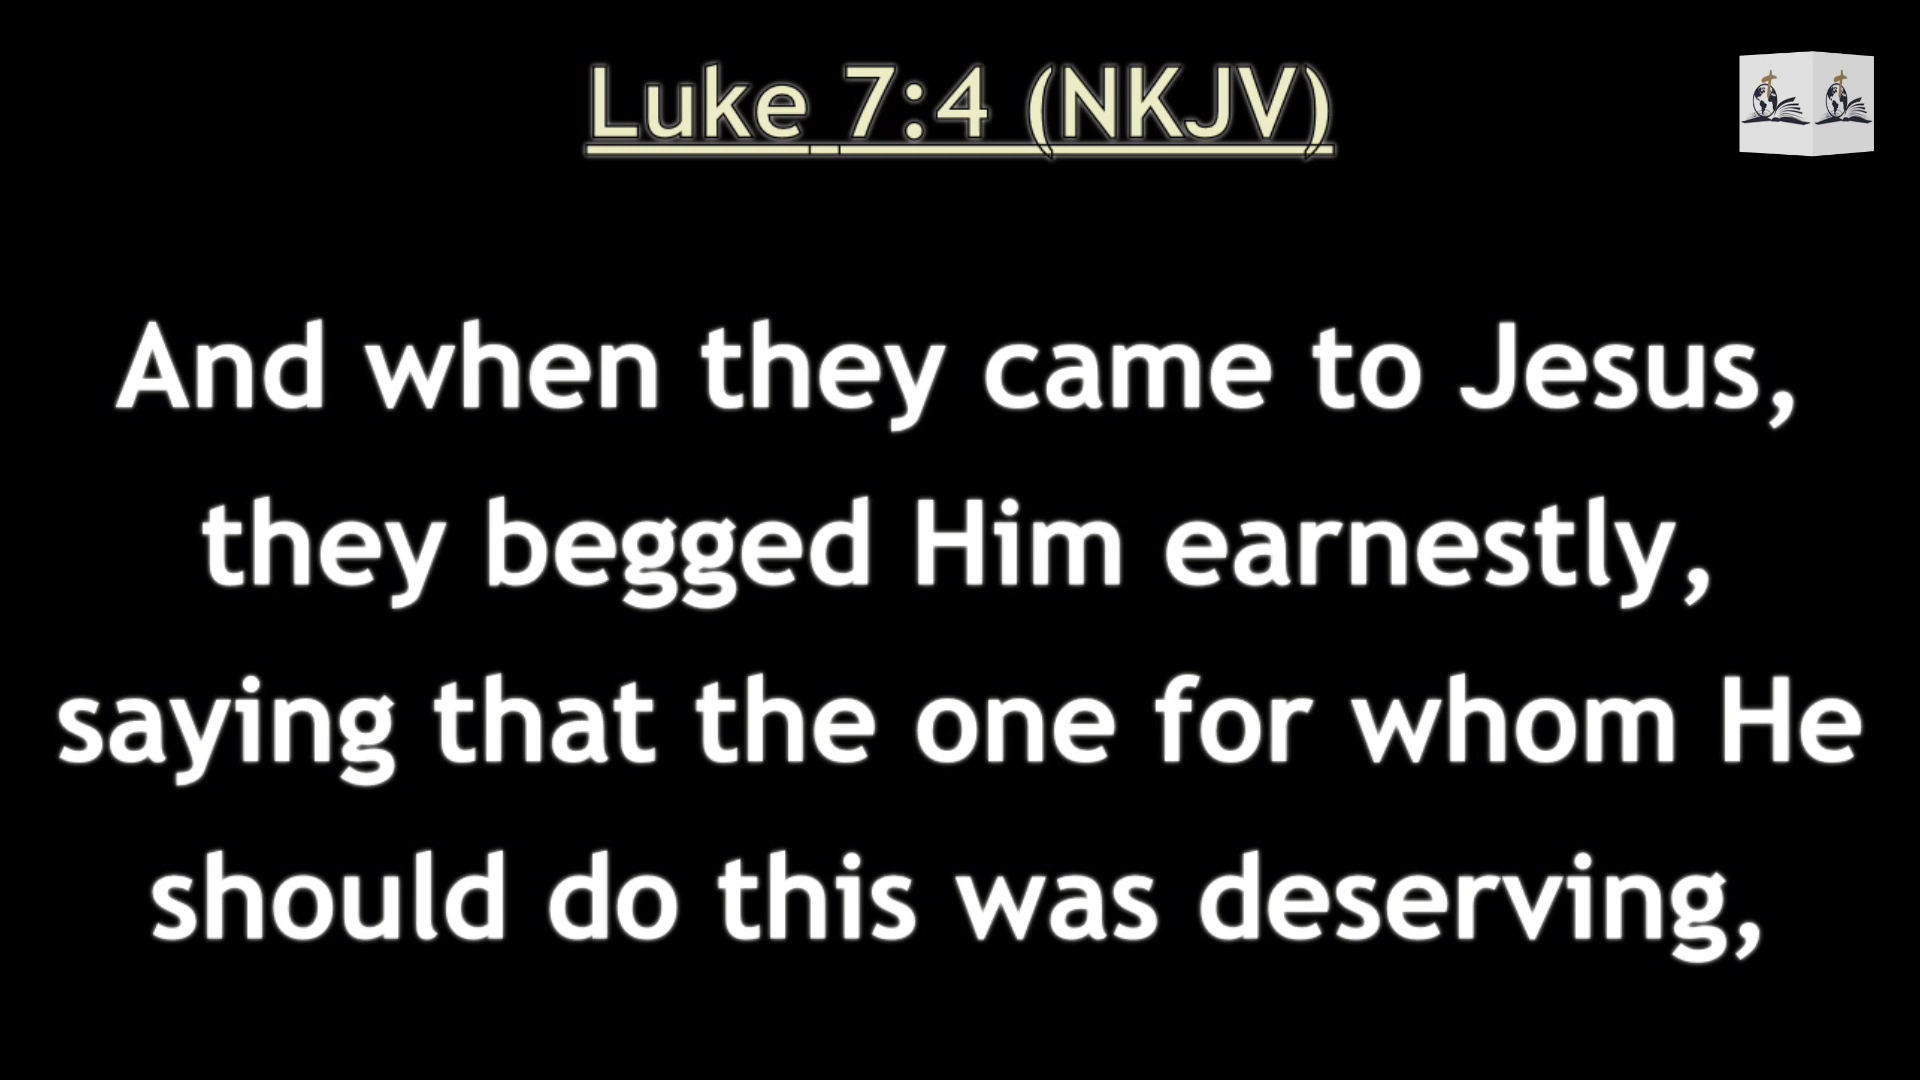 Luke 7:4 (NKJV)
And when they came to Jesus,
they begged Him earnestly,
saying that the one for whom He
should do this was deserving,